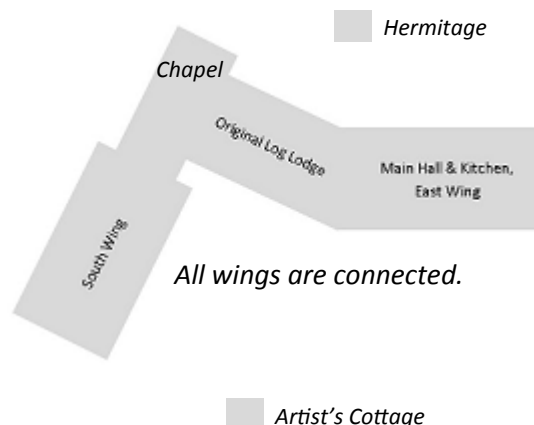 Hermitage
Chapel
Original Log Lodge
Main Hall & Kitchen,
East Wing
South Wing
All wings are connected.
Artist's Cottage